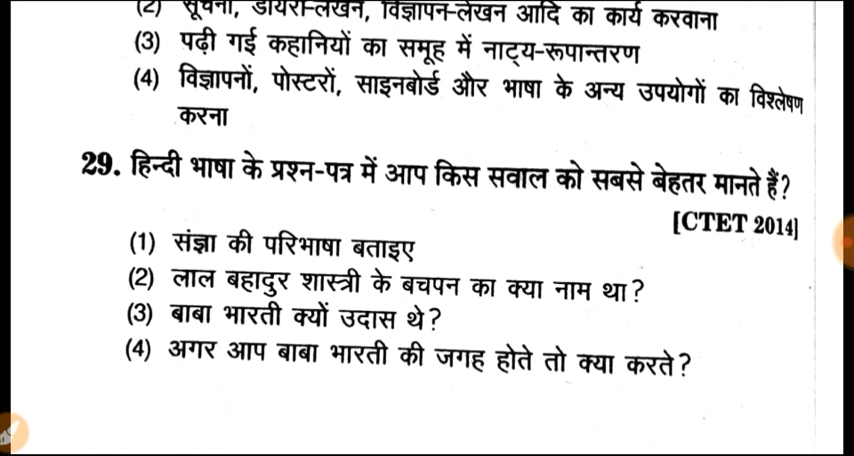 (2) सूचना, डायरी-लेखन, विज्ञापन-लेखन आदि का कार्य करवाना
(3) पढ़ी गई कहानियों का समूह में नाट्य-रूपान्तरण
(4) विज्ञापनों, पोस्टरों, साइनबोर्ड और भाषा के अन्य उपयोगों का विश्लेषण
करना
29. हिन्दी भाषा के प्रश्न-पत्र में आप किस सवाल को सबसे बेहतर मानते हैं?
[CTET 2014]
(1) संज्ञा की परिभाषा बताइए
(2) लाल बहादुर शास्त्री के बचपन का क्या नाम था?
(3) बाबा भारती क्यों उदास थे?
(4) अगर आप बाबा भारती की जगह होते तो क्या करते?